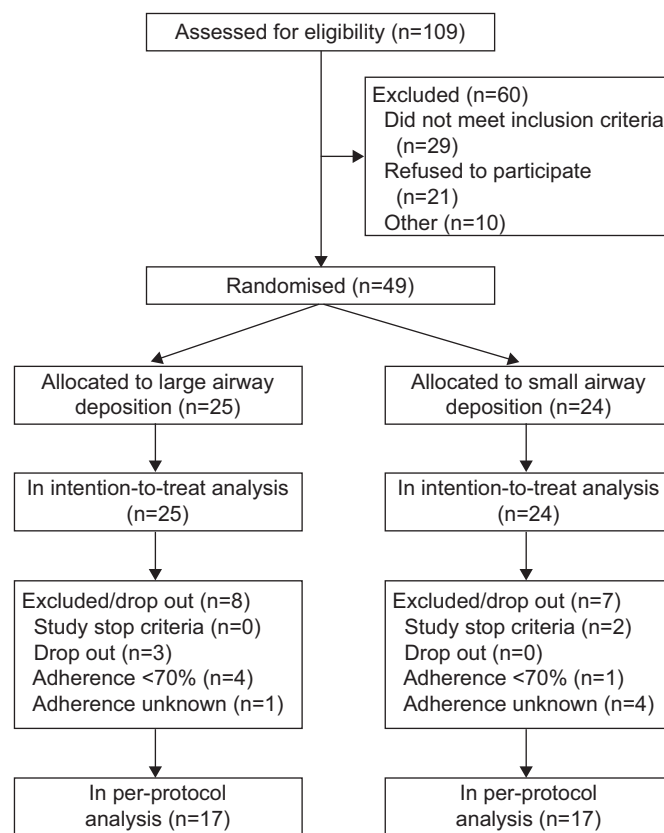 Assessed for eligibility (n=109)
Excluded (n=60)
Did not meet inclusion criteria
(n=29)
Refused to participate
(n=21)
Other (n=10)
Randomised (n=49)
Allocated to large airway
deposition (n=25)
Allocated to small airway
deposition (n=24)
In intention-to-treat analysis
(n=25)
In intention-to-treat analysis
(n=24)
Excluded/drop out (n=8)
Study stop criteria (n=0)
Drop out (n=3)
Adherence <70% (n=4)
Adherence unknown (n=1)
Excluded/drop out (n=7)
Study stop criteria (n=2)
Drop out (n=0)
Adherence <70% (n=1)
Adherence unknown (n=4)
In per-protocol
analysis (n=17)
In per-protocol
analysis (n=17)